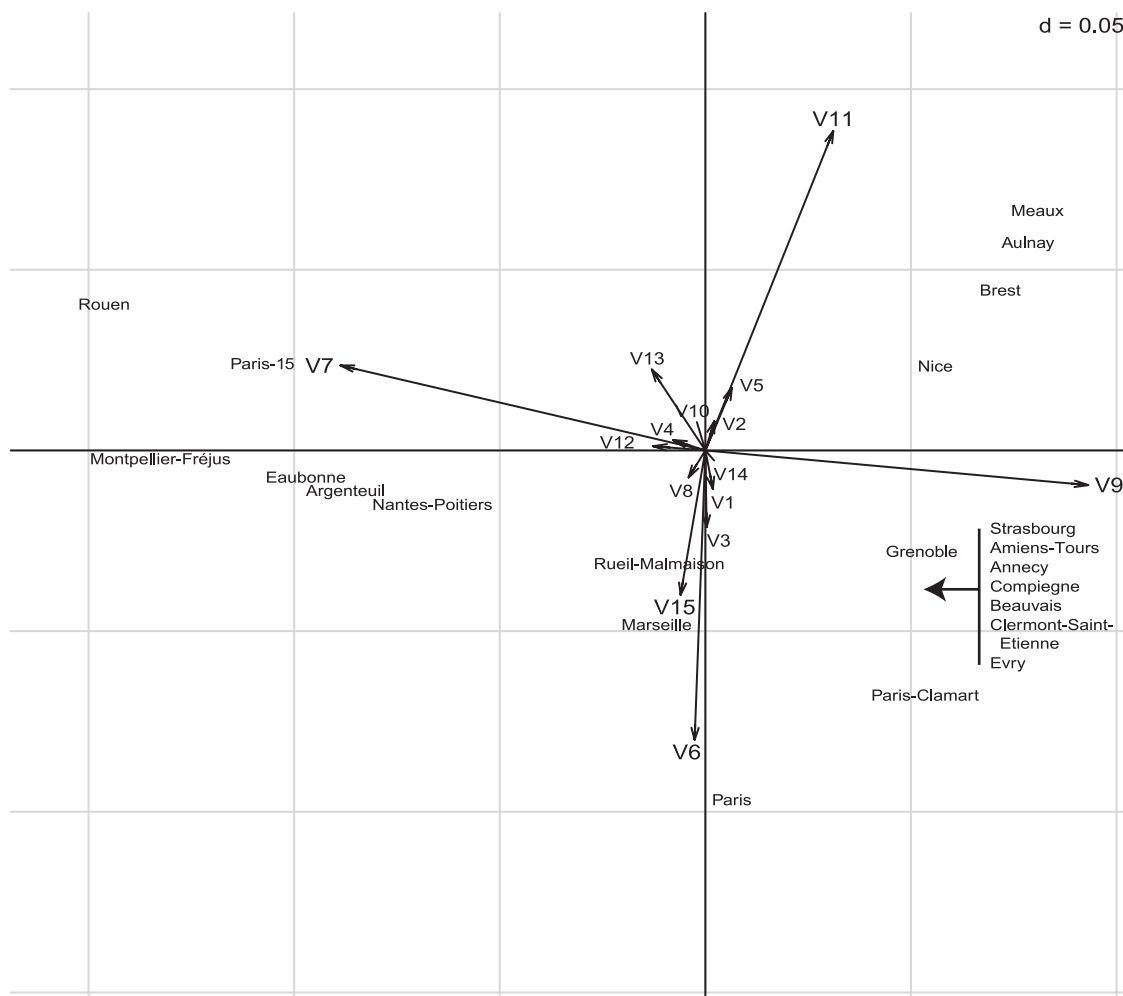 d = 0.05
V11
Meaux
Aulnay
Brest
Rouen
V13
Paris-15 V7
Nice
V5
V10
V2
V4
V12
Montpellier-Fréjus
Eaubonne
Argenteuil
Nantes-Poitiers
V14
V8
V1
V9
V3
Strasbourg
Grenoble
Amiens-Tours
Annecy
Rueil-Malmaison
Compiegne
V15
Beauvais
Marseille
Clermont-Saint-
Etienne
Evry
Paris-Clamart
V6
Paris